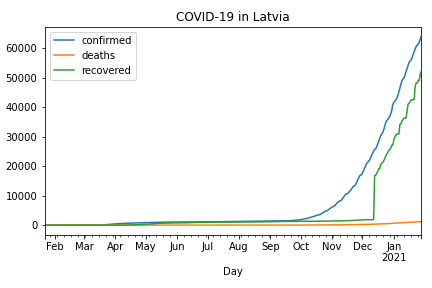 COVID-19 in Latvia
confirmed
deaths
recovered
60000
50000
40000
30000
20000
10000
0
Feb Mar Apr May Jun Jul Aug Sep Oct Nov Dec Jan
2021
Day